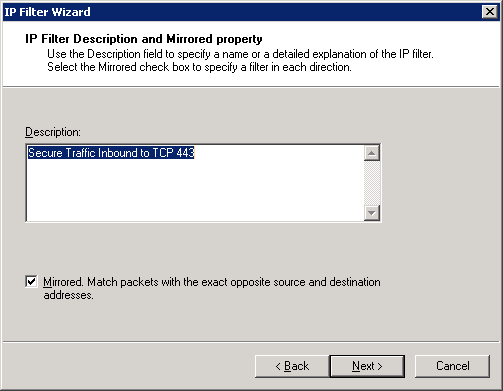 IP Filter Wizard
IP Filter Description and Mirrored property
Use the Description field to specify a name or a detailed explanation of the IP filter.
Select the Mirrored check box to specify a filter in each direction.
Description:
Secure Traffic Inbound to TCP 443
Mirrored. Match packets with the exact opposite source and destination
addresses.
< Back
Next >
Cancel